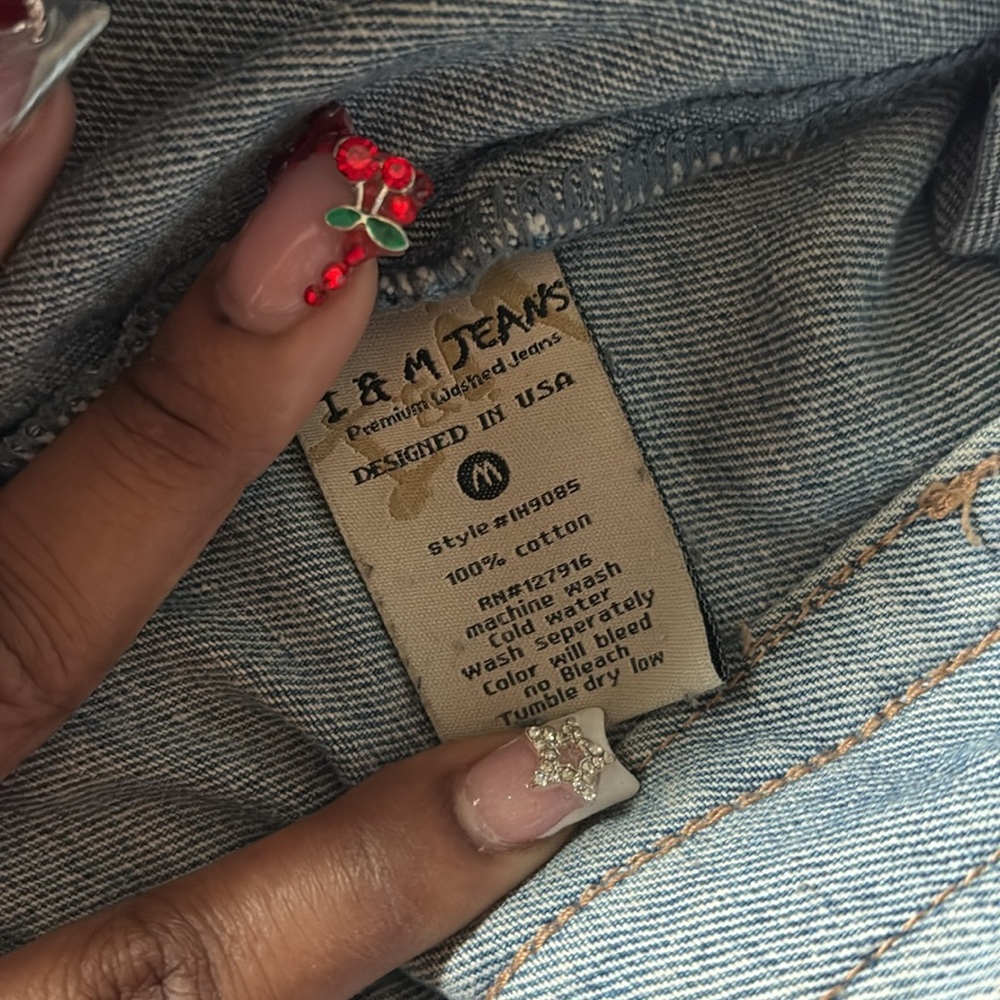 I & M JEANS
Premium Washed Jeans
DESIGNED IN USA
M
style #IH9085
100% cotton
RN#127916
machine wash
Cold water
wash seperately
Color will bleed
no Bleach
Tumble dry low